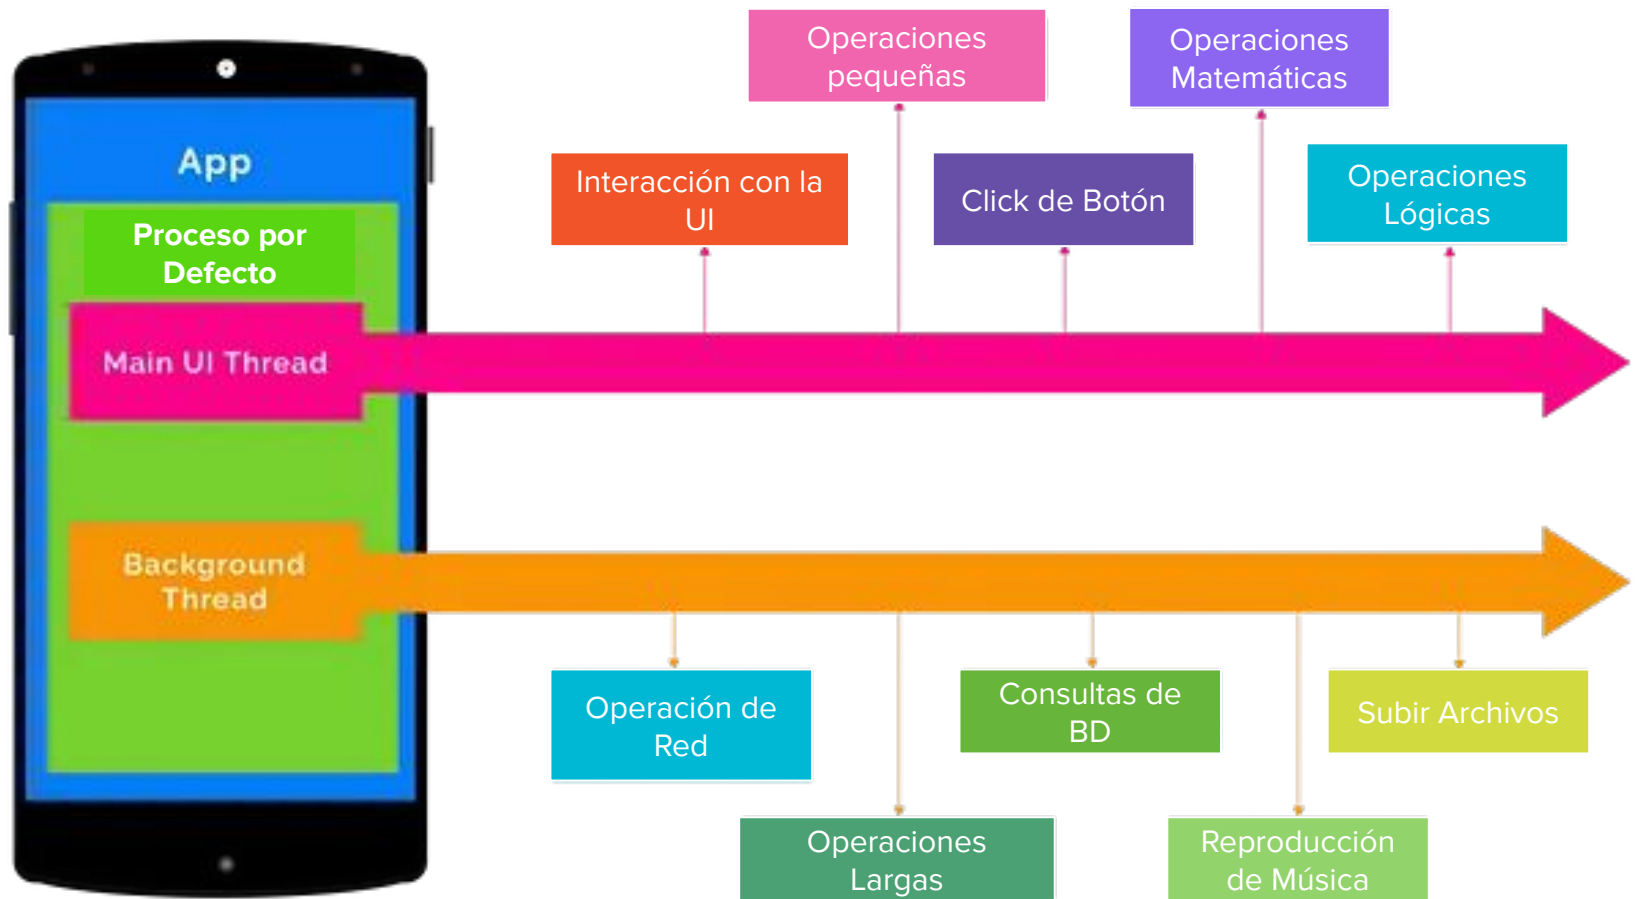 App
Proceso por
Defecto
Main UI Thread
Background
Thread
Operaciones
pequeñas
Operaciones
Matemáticas
Interacción con la
UI
Click de Botón
Operaciones
Lógicas
Operación de
Red
Consultas de
BD
Subir Archivos
Operaciones
Largas
Reproducción
de Música